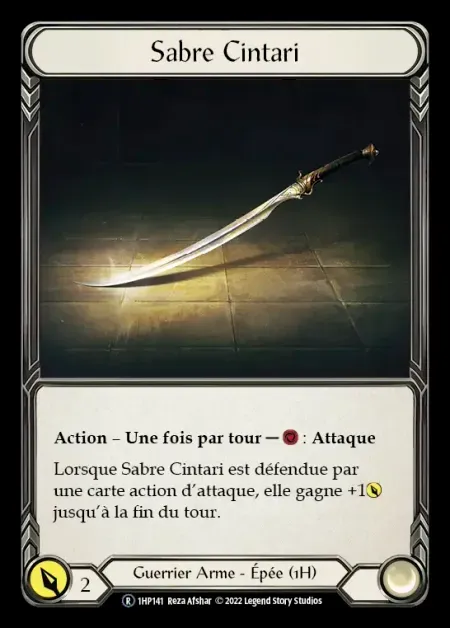 Sabre Cintari
Action – Une fois par tour — : Attaque
Lorsque Sabre Cintari est défendue par
une carte action d'attaque, elle gagne +1
jusqu'à la fin du tour.
Guerrier Arme - Épée (1H)
2
R 1HP141 Reza Afshar © 2022 Legend Story Studios